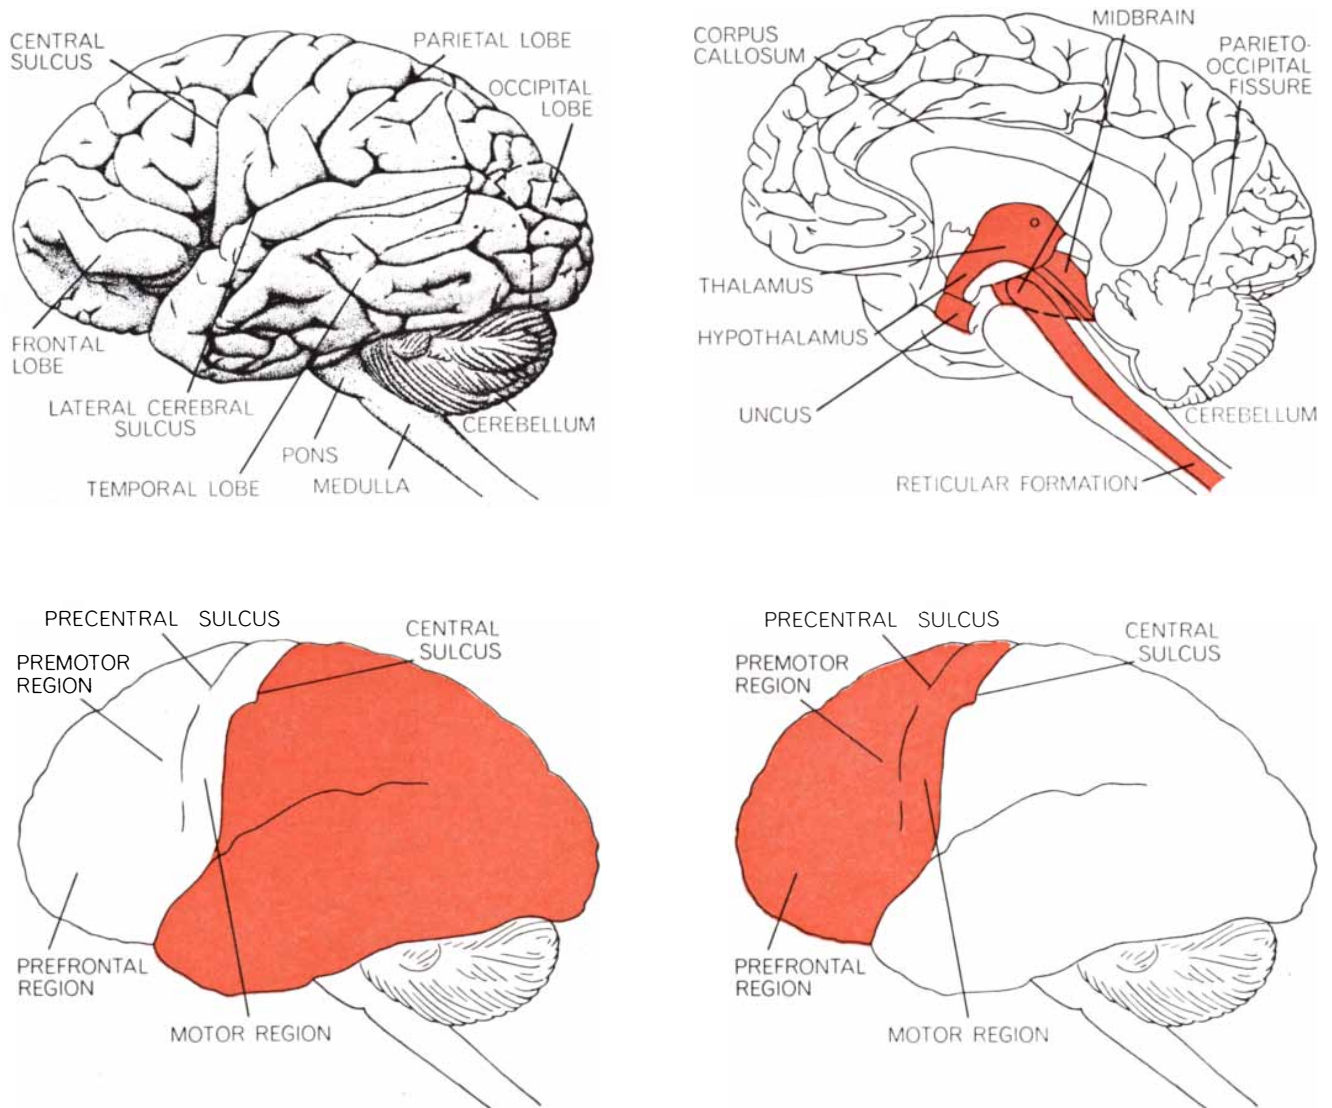 CENTRAL
SULCUS
PARIETAL LOBE
OCCIPITAL
LOBE
FRONTAL
LOBE
LATERAL CEREBRAL
SULCUS
CEREBELLUM
PONS
TEMPORAL LOBE
MEDULLA
MIDBRAIN
CORPUS
CALLOSUM
PARIETO-
OCCIPITAL
FISSURE
THALAMUS
HYPOTHALAMUS
UNCUS
CEREBELLUM
RETICULAR FORMATION
PRECENTRAL SULCUS
CENTRAL
SULCUS
PREMOTOR
REGION
PREFRONTAL
REGION
MOTOR REGION
PRECENTRAL SULCUS
CENTRAL
SULCUS
PREMOTOR
REGION
PREFRONTAL
REGION
MOTOR REGION